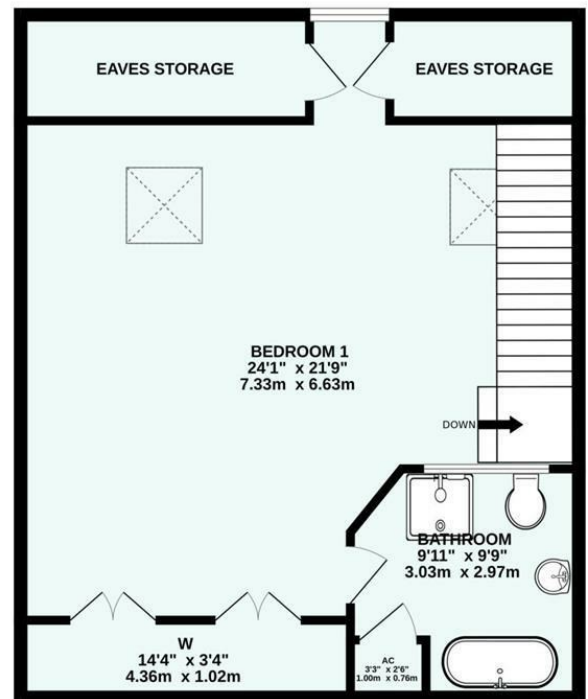 EAVES STORAGE
EAVES STORAGE
BEDROOM 1
24'1" x 21'9"
7.33m x 6.63m
DOWN
BATHROOM
9'11" x 9'9"
3.03m x 2.97m
W
14'4" x 3'4"
4.36m x 1.02m
AC
3'3" x 2'6"
1.00m x 0.76m